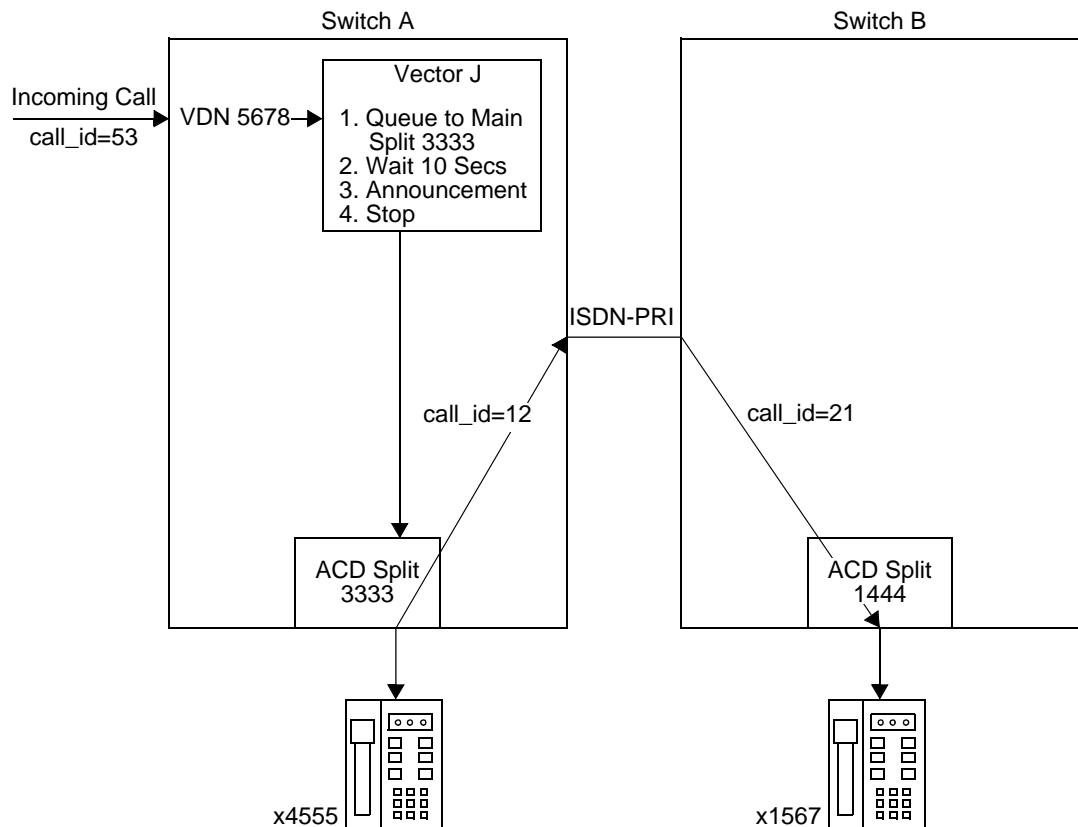 Switch A
Switch B
Incoming Call
call_id=53
VDN 5678
Vector J
1. Queue to Main
Split 3333
2. Wait 10 Secs
3. Announcement
4. Stop
ISDN-PRI
call_id=12
call_id=21
ACD Split
3333
ACD Split
1444
x4555
x1567